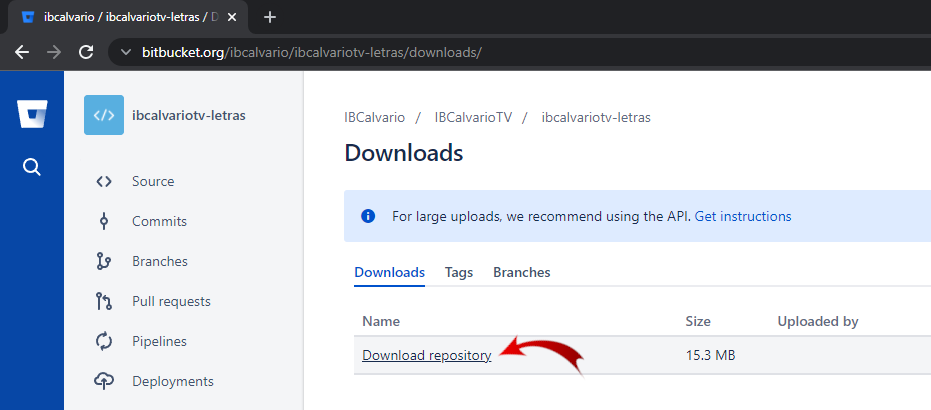 ibcalvario / ibcalvariotv-letras / D
bitbucket.org/ibcalvario/ibcalvariotv-letras/downloads/
</> ibcalvariotv-letras
Source
Commits
Branches
Pull requests
Pipelines
Deployments
IBCalvario / IBCalvarioTV / ibcalvariotv-letras
Downloads
For large uploads, we recommend using the API. Get instructions
Downloads Tags Branches
Name Size Uploaded by
Download repository 15.3 MB